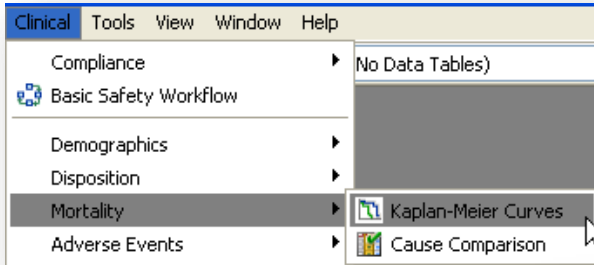 Clinical Tools View Window Help
Compliance
No Data Tables)
Basic Safety Workflow
Demographics
Disposition
Mortality
Kaplan-Meier Curves
Adverse Events
Cause Comparison